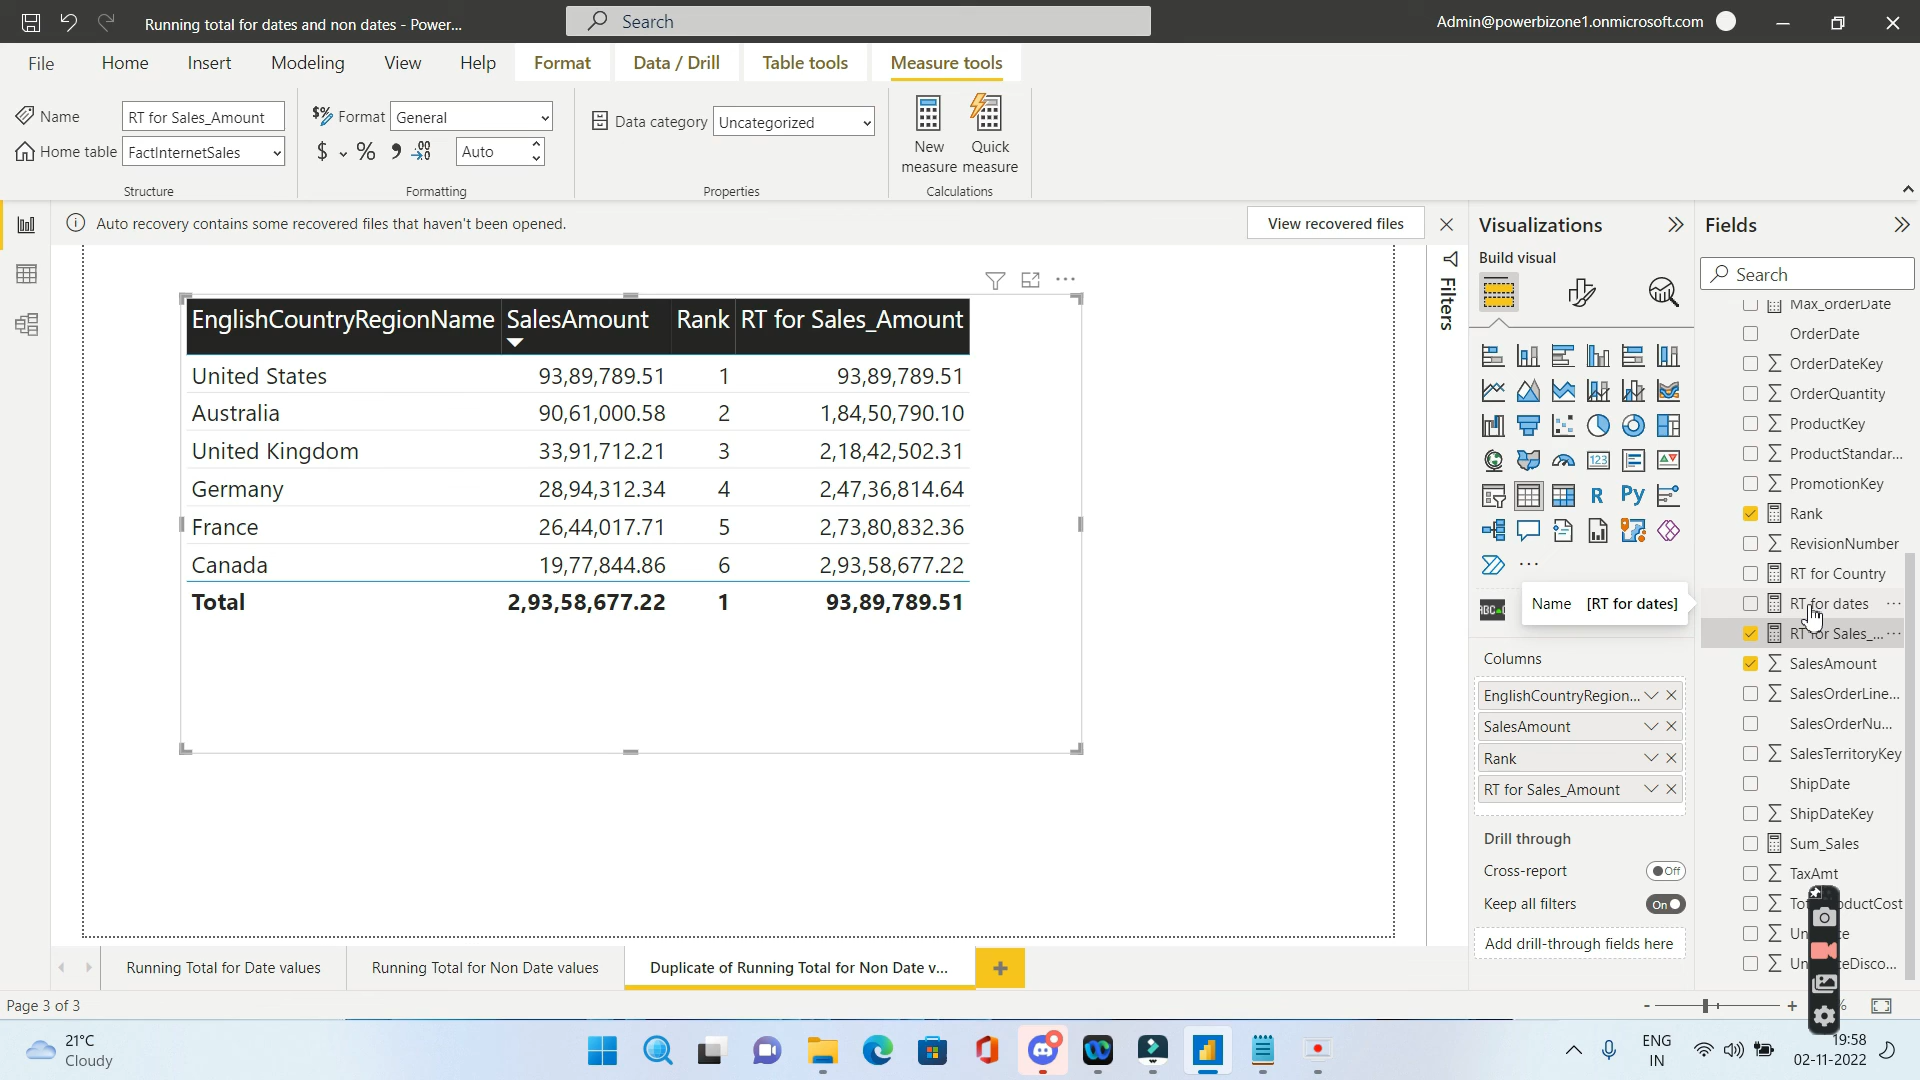 Running total for dates and non dates - Power...
Search
Admin@powerbizone1.onmicrosoft.com
File Home Insert Modeling View Help Format Data / Drill Table tools Measure tools
Name RT for Sales_Amount
Home table FactInternetSales
Structure
$% Format General
$ % 9 .00 Auto
Formatting
Data category Uncategorized
Properties
New measure
Quick measure
Calculations
Auto recovery contains some recovered files that haven't been opened.
View recovered files
EnglishCountryRegionName SalesAmount Rank RT for Sales_Amount
United States 93,89,789.51 1 93,89,789.51
Australia 90,61,000.58 2 1,84,50,790.10
United Kingdom 33,91,712.21 3 2,18,42,502.31
Germany 28,94,312.34 4 2,47,36,814.64
France 26,44,017.71 5 2,73,80,832.36
Canada 19,77,844.86 6 2,93,58,677.22
Total 2,93,58,677.22 1 93,89,789.51
Filters
Visualizations
Build visual
123
R Py
Name [RT for dates]
Columns
EnglishCountryRegion...
SalesAmount
Rank
RT for Sales_Amount
Drill through
Cross-report Off
Keep all filters On
Add drill-through fields here
Fields
Search
Max_orderDate
OrderDate
OrderDateKey
OrderQuantity
ProductKey
ProductStandar...
PromotionKey
Rank
RevisionNumber
RT for Country
RT for dates
RT for Sales_...
SalesAmount
SalesOrderLine...
SalesOrderNu...
SalesTerritoryKey
ShipDate
ShipDateKey
Sum_Sales
TaxAmt
Running Total for Date values
Running Total for Non Date values
Duplicate of Running Total for Non Date v...
Page 3 of 3
21°C
Cloudy
ENG
IN
19:58
02-11-2022